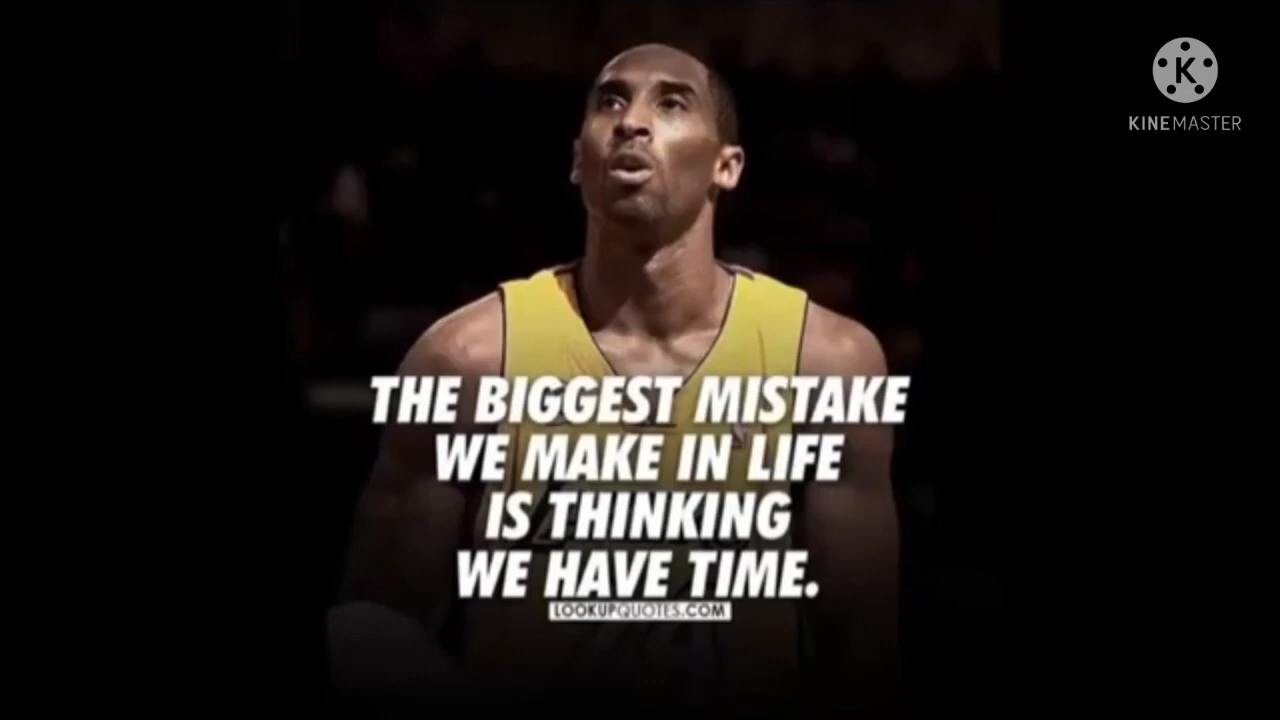 K
KINEMASTER
THE BIGGEST MISTAKE
WE MAKE IN LIFE
IS THINKING
WE HAVE TIME.
LOOKUPQUOTES.COM